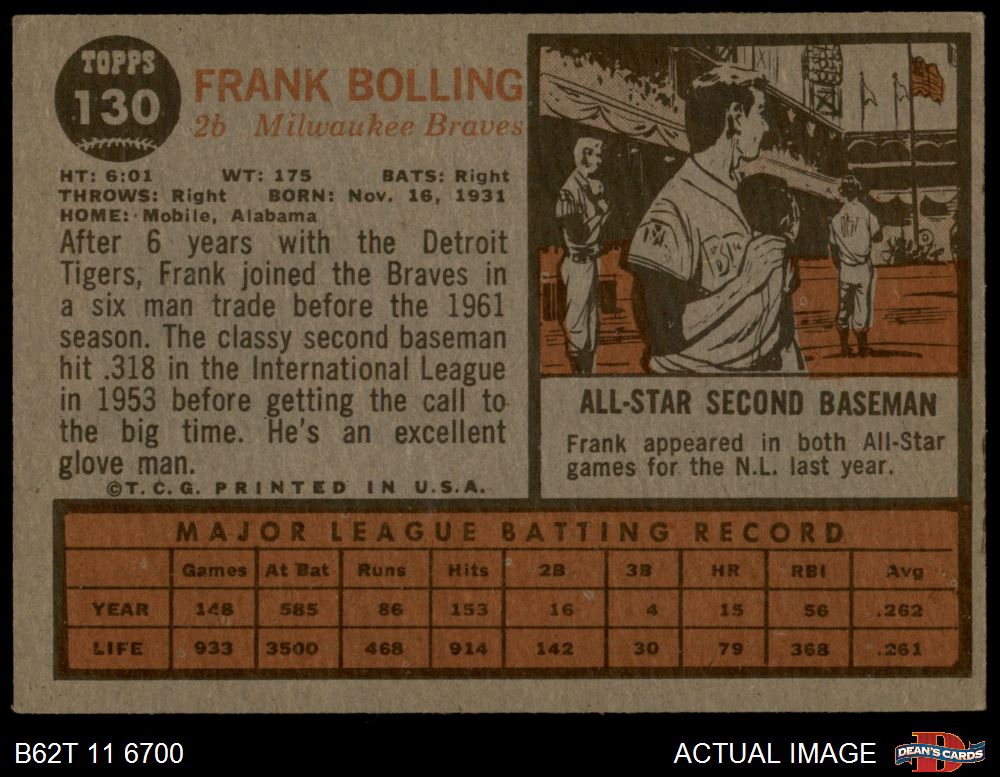 TOPPS
130
FRANK BOLLING
2b Milwaukee Braves
HT: 6:01 WT: 175 BATS: Right
THROWS: Right BORN: Nov. 16, 1931
HOME: Mobile, Alabama
After 6 years with the Detroit
Tigers, Frank joined the Braves in
a six man trade before the 1961
season. The classy second baseman
hit .318 in the International League
in 1953 before getting the call to
the big time. He's an excellent
glove man.
©T.C.G. PRINTED IN U.S.A.
ALL-STAR SECOND BASEMAN
Frank appeared in both All-Star
games for the N.L. last year.
MAJOR LEAGUE BATTING RECORD
Games At Bat Runs Hits 2B 3B HR RBI Avg
YEAR 148 585 86 153 16 4 15 56 .262
LIFE 933 3500 468 914 142 30 79 368 .261
B62T 11 6700
ACTUAL IMAGE
D
DEAN'S CARDS